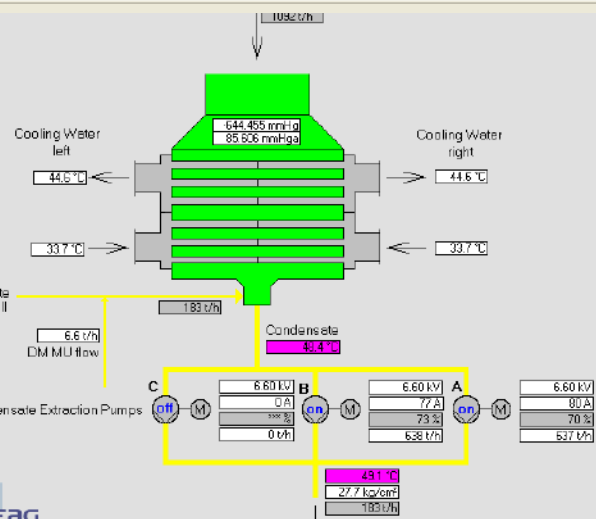 1092 t/h
-644.455 mmHg
85.606 mmHga
Cooling Water
left
Cooling Water
right
44.6 °C
44.6 °C
33.7 °C
33.7 °C
183 t/h
6.6 t/h
DM MU flow
Condensate
48.4 °C
C
B
A
ensate Extraction Pumps
off
M
6.60 kV
0 A
*** %
0 t/h
on
M
6.60 kV
77 A
73 %
638 t/h
on
M
6.60 kV
80 A
70 %
637 t/h
49.1 °C
27.7 kg/cm²
183 t/h